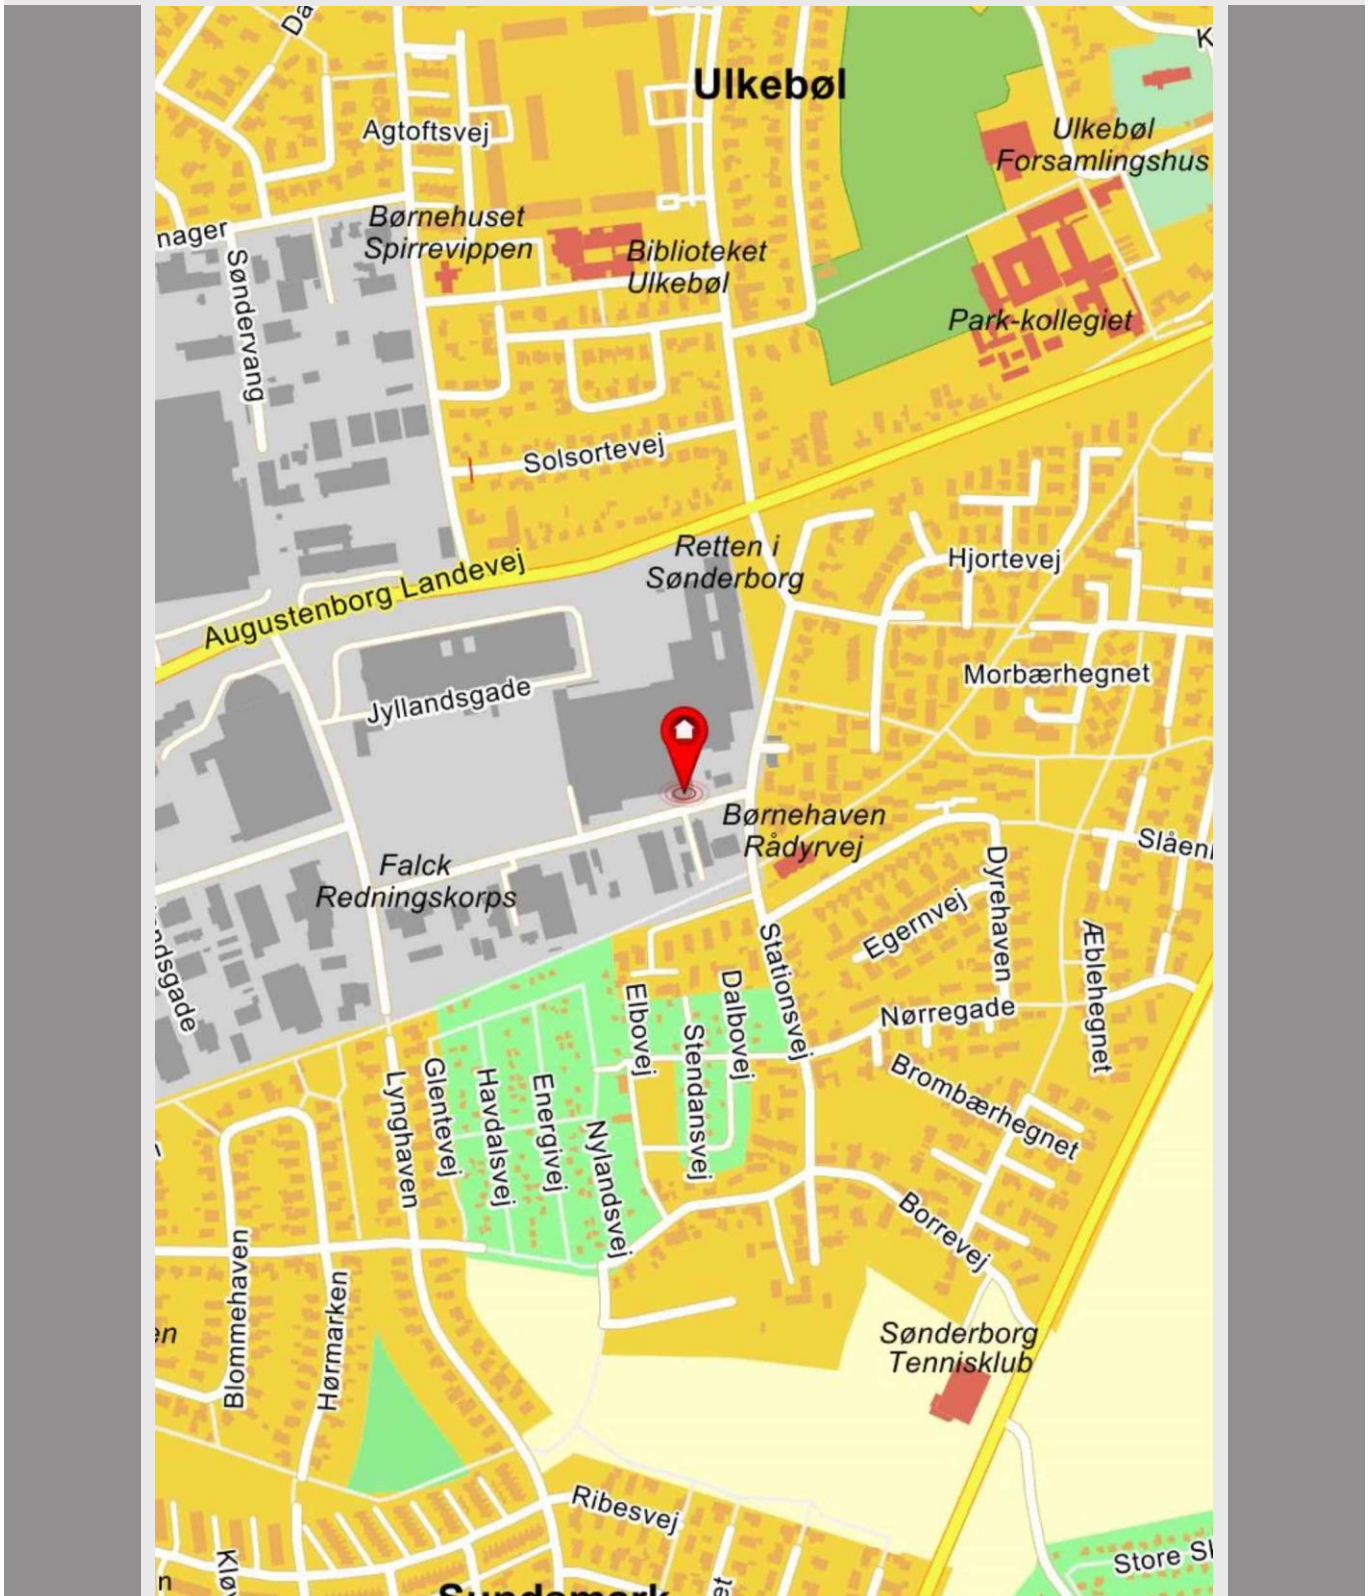 Ulkebøl
Agtoftsvej
Ulkebøl
Forsamlingshus
Børnehuset
Spirrevippen
nager
Biblioteket
Ulkebøl
Søndervang
Park-kollegiet
Solsortevej
Retten i
Sønderborg
Hjortevej
Augustenborg Landevej
Morbærhegnet
Jyllandsgade
Børnehaven
Rådyrvej
Falck
Redningskorps
Dyrehaven
Egernvej
Æblehegnet
Stationsvej
Elbovej
Dalbovej
Stendansvej
Nørregade
Brombærhegnet
Lynghaven
Glentevej
Havdalsvej
Energivej
Nylandsvej
Borrevej
Blommehaven
Hørmarken
Sønderborg
Tennisklub
Ribesvej
Store